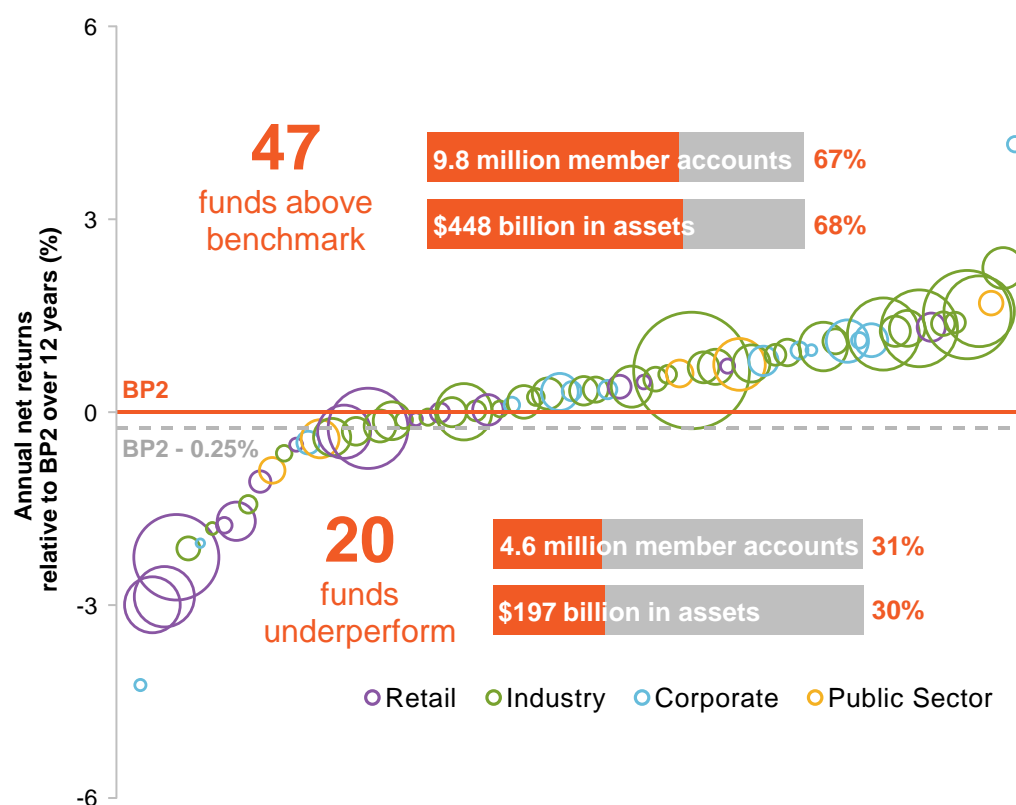 6
47
funds above
benchmark
9.8 million member accounts 67%
$448 billion in assets 68%
3
Annual net returns
relative to BP2 over 12 years (%)
BP2
0
BP2 - 0.25%
20
funds
underperform
4.6 million member accounts 31%
$197 billion in assets 30%
-3
Retail Industry Corporate Public Sector
-6